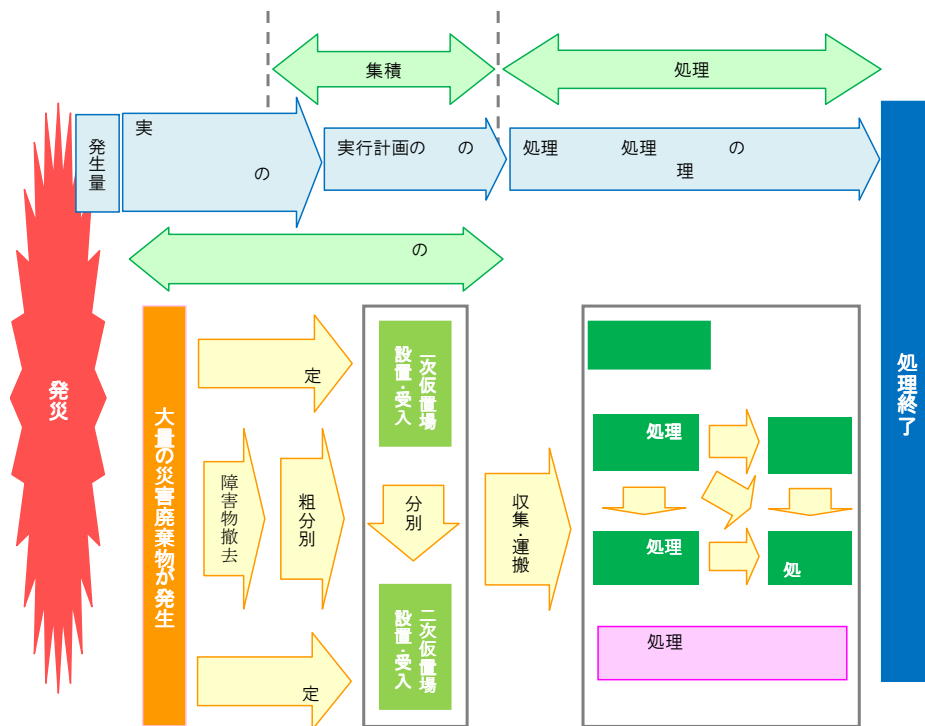 集積
処理
発生量
実
の
実行計画の の
処理 処理 の
理
の
発災
大量の災害廃棄物が発生
定
障害物撤去
粗分別
定
一次仮置場
設置・受入
分別
二次仮置場
設置・受入
収集・運搬
処理
処理
処
処理
処理終了